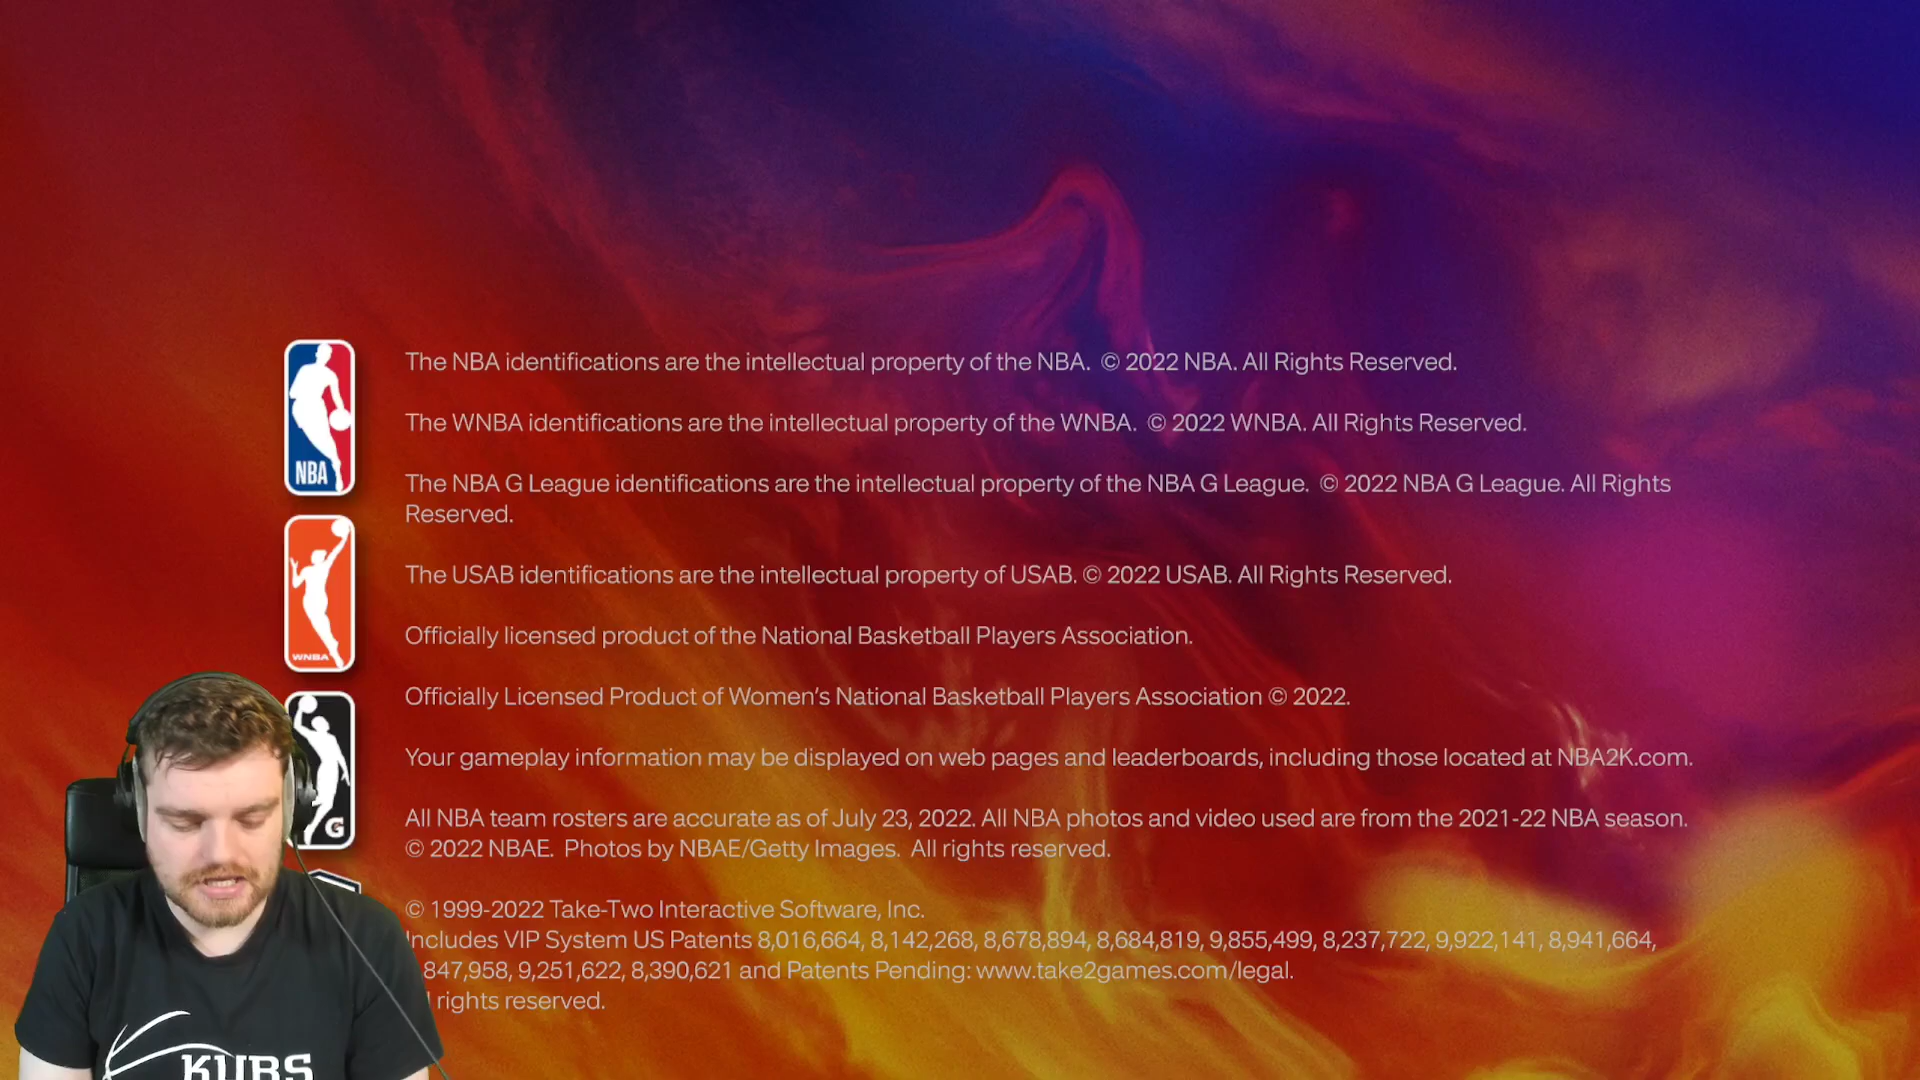 The NBA identifications are the intellectual property of the NBA. © 2022 NBA. All Rights Reserved.
The WNBA identifications are the intellectual property of the WNBA. © 2022 WNBA. All Rights Reserved.
The NBA G League identifications are the intellectual property of the NBA G League. © 2022 NBA G League. All Rights
Reserved.
The USAB identifications are the intellectual property of USAB. © 2022 USAB. All Rights Reserved.
Officially licensed product of the National Basketball Players Association.
Officially Licensed Product of Women's National Basketball Players Association © 2022.
Your gameplay information may be displayed on web pages and leaderboards, including those located at NBA2K.com.
All NBA team rosters are accurate as of July 23, 2022. All NBA photos and video used are from the 2021-22 NBA season.
© 2022 NBAE. Photos by NBAE/Getty Images. All rights reserved.
© 1999-2022 Take-Two Interactive Software, Inc.
Includes VIP System US Patents 8,016,664, 8,142,268, 8,678,894, 8,684,819, 9,855,499, 8,237,722, 9,922,141, 8,941,664,
847,958, 9,251,622, 8,390,621 and Patents Pending: www.take2games.com/legal.
rights reserved.
NBA
WNBA
G
KUBS